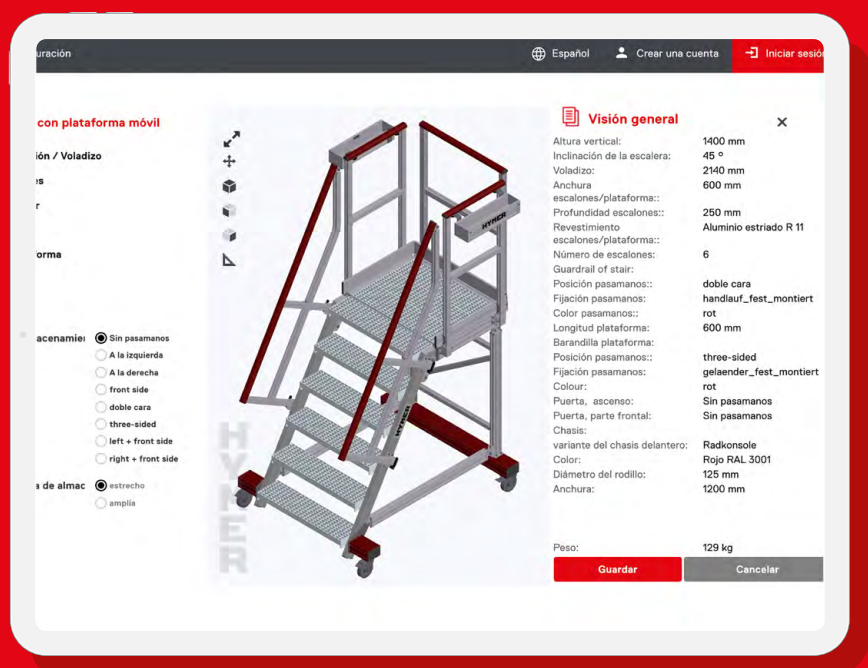 uración
Español
Crear una cuenta
Iniciar sesión
con plataforma móvil
ión / Voladizo
es
r
orma
acenamie
Sin pasamanos
A la izquierda
A la derecha
front side
doble cara
three-sided
left + front side
right + front side
a de almac
estrecho
amplía
HYMER
HYMER
HYMER
Visión general
Altura vertical: 1400 mm
Inclinación de la escalera: 45 °
Voladizo: 2140 mm
Anchura 600 mm
escalones/plataforma::
Profundidad escalones:: 250 mm
Revestimiento Aluminio estriado R 11
escalones/plataforma::
Número de escalones: 6
Guardrail of stair:
Posición pasamanos:: doble cara
Fijación pasamanos: handlauf_fest_montiert
Color pasamanos:: rot
Longitud plataforma: 600 mm
Barandilla plataforma:
Posición pasamanos:: three-sided
Fijación pasamanos: gelaender_fest_montiert
Colour: rot
Puerta, ascenso: Sin pasamanos
Puerta, parte frontal: Sin pasamanos
Chasis:
variante del chasis delantero: Radkonsole
Color: Rojo RAL 3001
Diámetro del rodillo: 125 mm
Anchura: 1200 mm
Peso: 129 kg
Guardar
Cancelar